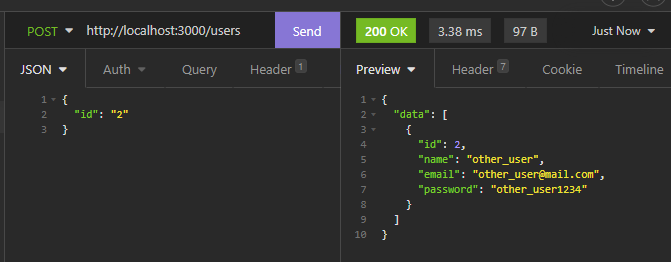 POST http://localhost:3000/users Send 200 OK 3.38 ms 97 B Just Now
JSON Auth Query Header 1 Preview Header 7 Cookie Timeline
1 {
2 "id": "2"
3 }
1 {
2 "data": [
3 {
4 "id": 2,
5 "name": "other_user",
6 "email": "other_user@mail.com",
7 "password": "other_user1234"
8 }
9 ]
10 }